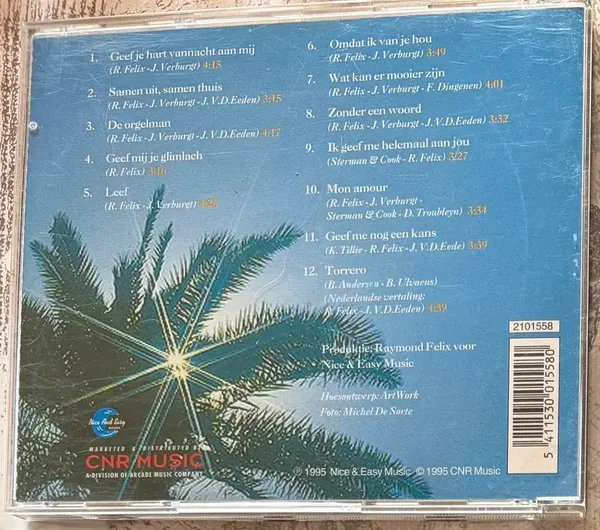 1. Geef je hart vannacht aan mij
(R. Felix - J. Verburgt) 4:15
2. Samen uit, samen thuis
(R. Felix - J. Verburgt - J. V.D.Eeden) 3:15
3. De orgelman
(R. Felix - J. Verburgt - J. V.D.Eeden) 4:17
4. Geef mij je glimlach
(R. Felix)
5. Leef
(R. Felix - J. Verburgt) 3:27
6. Omdat ik van je hou
(R. Felix - J. Verburgt) 3:49
7. Wat kan er mooier zijn
(R. Felix - J. Verburgt - F. Dingenen) 4:01
8. Zonder een woord
(R. Felix - J. Verburgt - J. V.D.Eeden) 3:32
9. Ik geef me helemaal aan jou
(Sterman & Cook - R. Felix) 3:27
10. Mon amour
(R. Felix - J. Verburgt -
Sterman & Cook - D. Troubleyn) 3:34
11. Geef me nog een kans
(K. Tillie - R. Felix - J. V.D.Eede) 3:39
12. Torrero
(B. Anderson - B. Ulvaens)
(Nederlandse vertaling:
R. Felix - J. V.D.Eeden) 4:39
Produktie: Raymond Felix voor
Nice & Easy Music
Hoesontwerp: ArtWork
Foto: Michel De Sorte
2101558
5 411530 015580
Nice And Easy
MARKETED & DISTRIBUTED BY
CNR MUSIC
A DIVISION OF ARCADE MUSIC COMPANY
℗ 1995 Nice & Easy Music © 1995 CNR Music